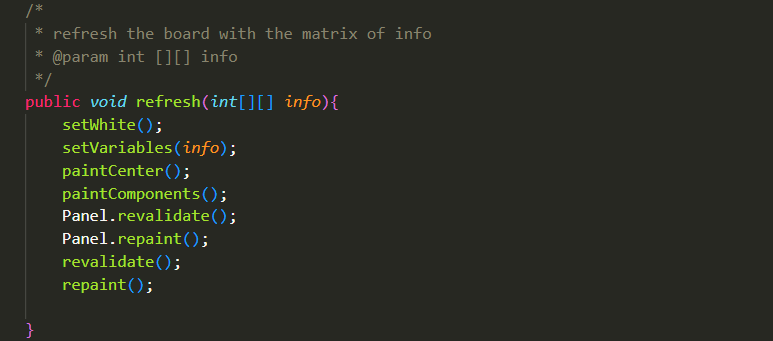 /*
* refresh the board with the matrix of info
* @param int [][] info
*/
public void refresh(int[][] info){
setWhite();
setVariables(info);
paintCenter();
paintComponents();
Panel.revalidate();
Panel.repaint();
revalidate();
repaint();
}